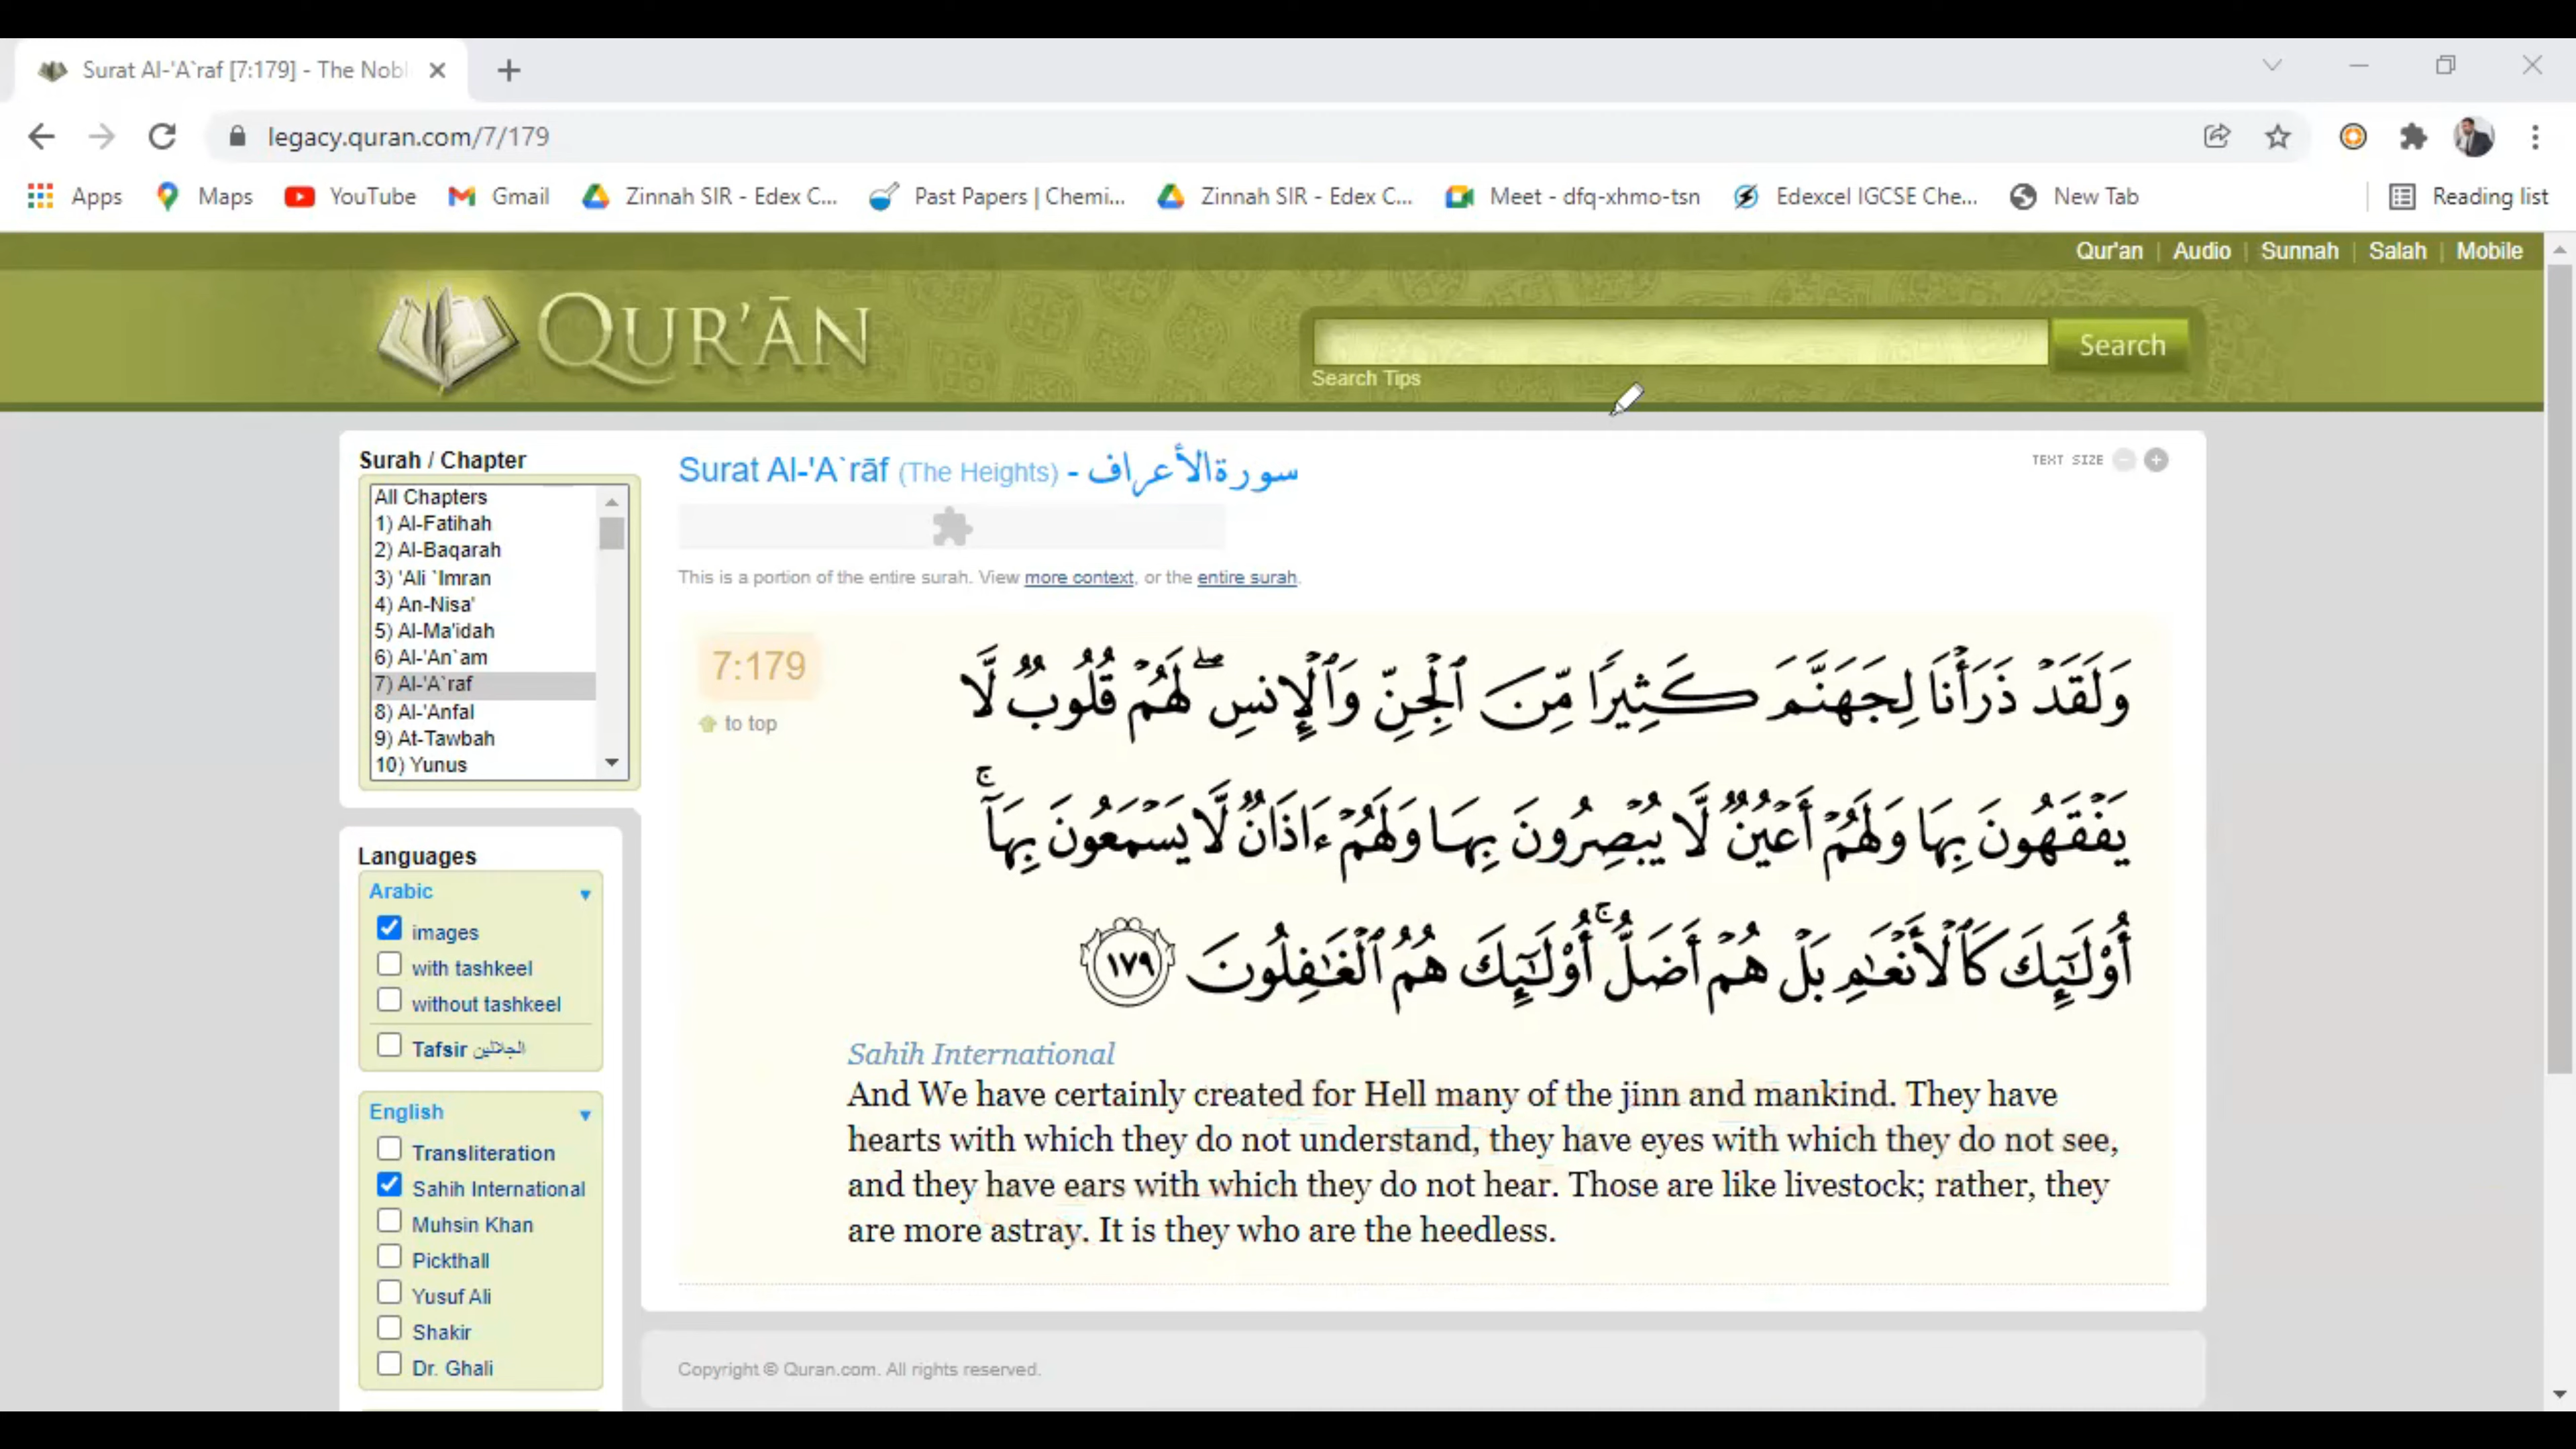 Surat Al-'A`raf [7:179] - The Nobl
legacy.quran.com/7/179
Apps Maps YouTube Gmail Zinnah SIR - Edex C... Past Papers | Chemi... Zinnah SIR - Edex C... Meet - dfq-xhmo-tsn Edexcel IGCSE Che... New Tab Reading list
Qur'an | Audio | Sunnah | Salah | Mobile
QUR'ĀN
Search
Search Tips
Surah / Chapter
All Chapters
1) Al-Fatihah
2) Al-Baqarah
3) 'Ali `Imran
4) An-Nisa'
5) Al-Ma'idah
6) Al-'An`am
7) Al-'A`raf
8) Al-'Anfal
9) At-Tawbah
10) Yunus
Languages
Arabic
images
with tashkeel
without tashkeel
Tafsir الجلالين
English
Transliteration
Sahih International
Muhsin Khan
Pickthall
Yusuf Ali
Shakir
Dr. Ghali
Surat Al-'A`rāf (The Heights) - سورة الأعراف
TEXT SIZE
This is a portion of the entire surah. View more context, or the entire surah.
7:179
to top
وَلَقَدْ ذَرَأْنَا لِجَهَنَّمَ كَثِيرًا مِّنَ ٱلْجِنِّ وَٱلْإِنسِ ۖ لَهُمْ قُلُوبٌ لَّا
يَفْقَهُونَ بِهَا وَلَهُمْ أَعْيُنٌ لَّا يُبْصِرُونَ بِهَا وَلَهُمْ ءَاذَانٌ لَّا يَسْمَعُونَ بِهَآ ۚ
أُو۟لَـٰٓئِكَ كَٱلْأَنْعَـٰمِ بَلْ هُمْ أَضَلُّ ۚ أُو۟لَـٰٓئِكَ هُمُ ٱلْغَـٰفِلُونَ ١٧٩
Sahih International
And We have certainly created for Hell many of the jinn and mankind. They have
hearts with which they do not understand, they have eyes with which they do not see,
and they have ears with which they do not hear. Those are like livestock; rather, they
are more astray. It is they who are the heedless.
Copyright © Quran.com. All rights reserved.